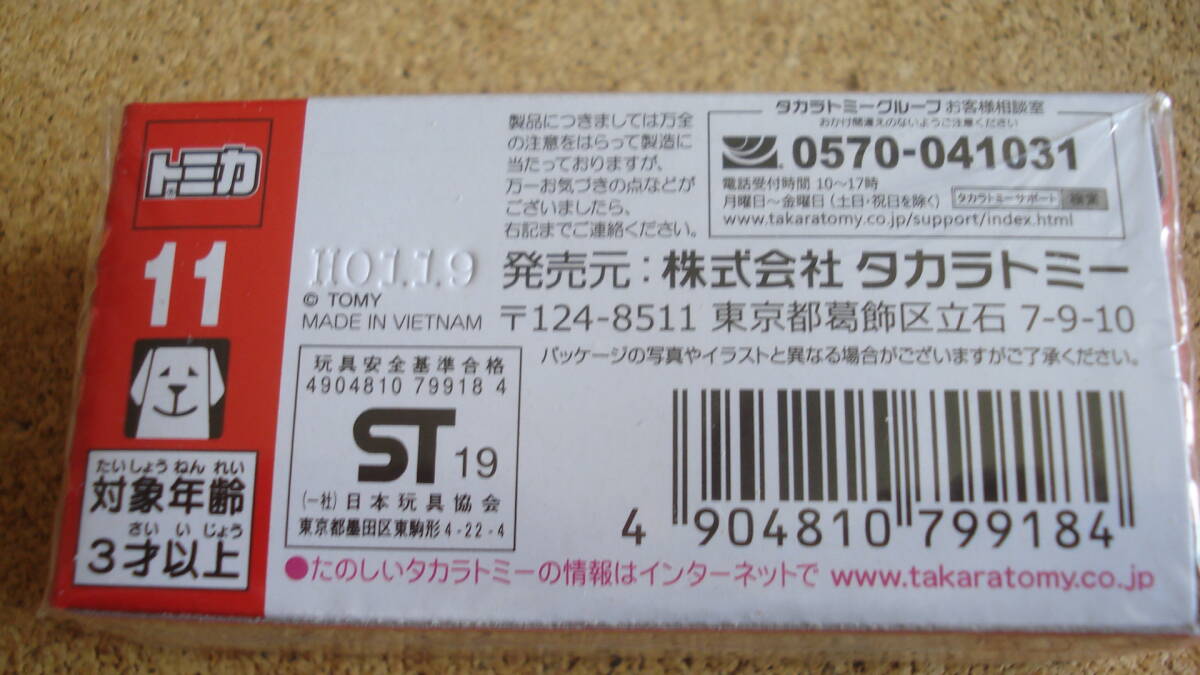 トミカ
11
たいしょう ねん れい
対象年齢
さい い じょう
3才以上
製品につきましては万全
の注意をはらって製造に
当たっておりますが、
万一お気づきの点などが
ございましたら、
右記までご連絡ください。
タカラトミーグループ お客様相談室
おかけ間違えのないようご注意ください
0570-041031
電話受付時間 10〜17時
月曜日〜金曜日（土日・祝日を除く） タカラトミーサポート 検索
www.takaratomy.co.jp/support/index.html
© TOMY
MADE IN VIETNAM
発売元：株式会社 タカラトミー
〒124-8511 東京都葛飾区立石 7-9-10
パッケージの写真やイラストと異なる場合がございますがご了承ください。
玩具安全基準合格
4904810 79918 4
ST 19
(一社) 日本玩具協会
東京都墨田区東駒形4-22-4
4 904810 799184
●たのしいタカラトミーの情報はインターネットで www.takaratomy.co.jp